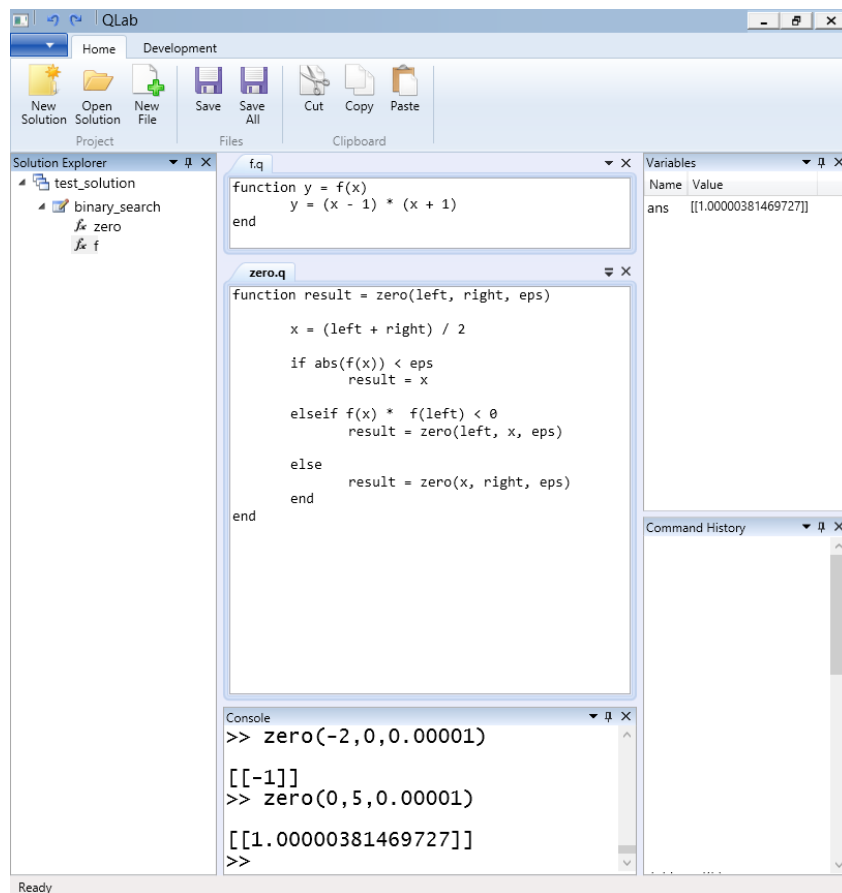 QLab
Home Development
New Solution
Open Solution
New File
Save
Save All
Cut
Copy
Paste
Project
Files
Clipboard
Solution Explorer
test_solution
binary_search
fx zero
fx f
f.q
function y = f(x)
y = (x - 1) * (x + 1)
end
zero.q
function result = zero(left, right, eps)
x = (left + right) / 2
if abs(f(x)) < eps
result = x
elseif f(x) *  f(left) < 0
result = zero(left, x, eps)
else
result = zero(x, right, eps)
end
end
Console
>> zero(-2,0,0.00001)
[[-1]]
>> zero(0,5,0.00001)
[[1.00000381469727]]
>>
Variables
Name Value
ans [[1.00000381469727]]
Command History
Ready